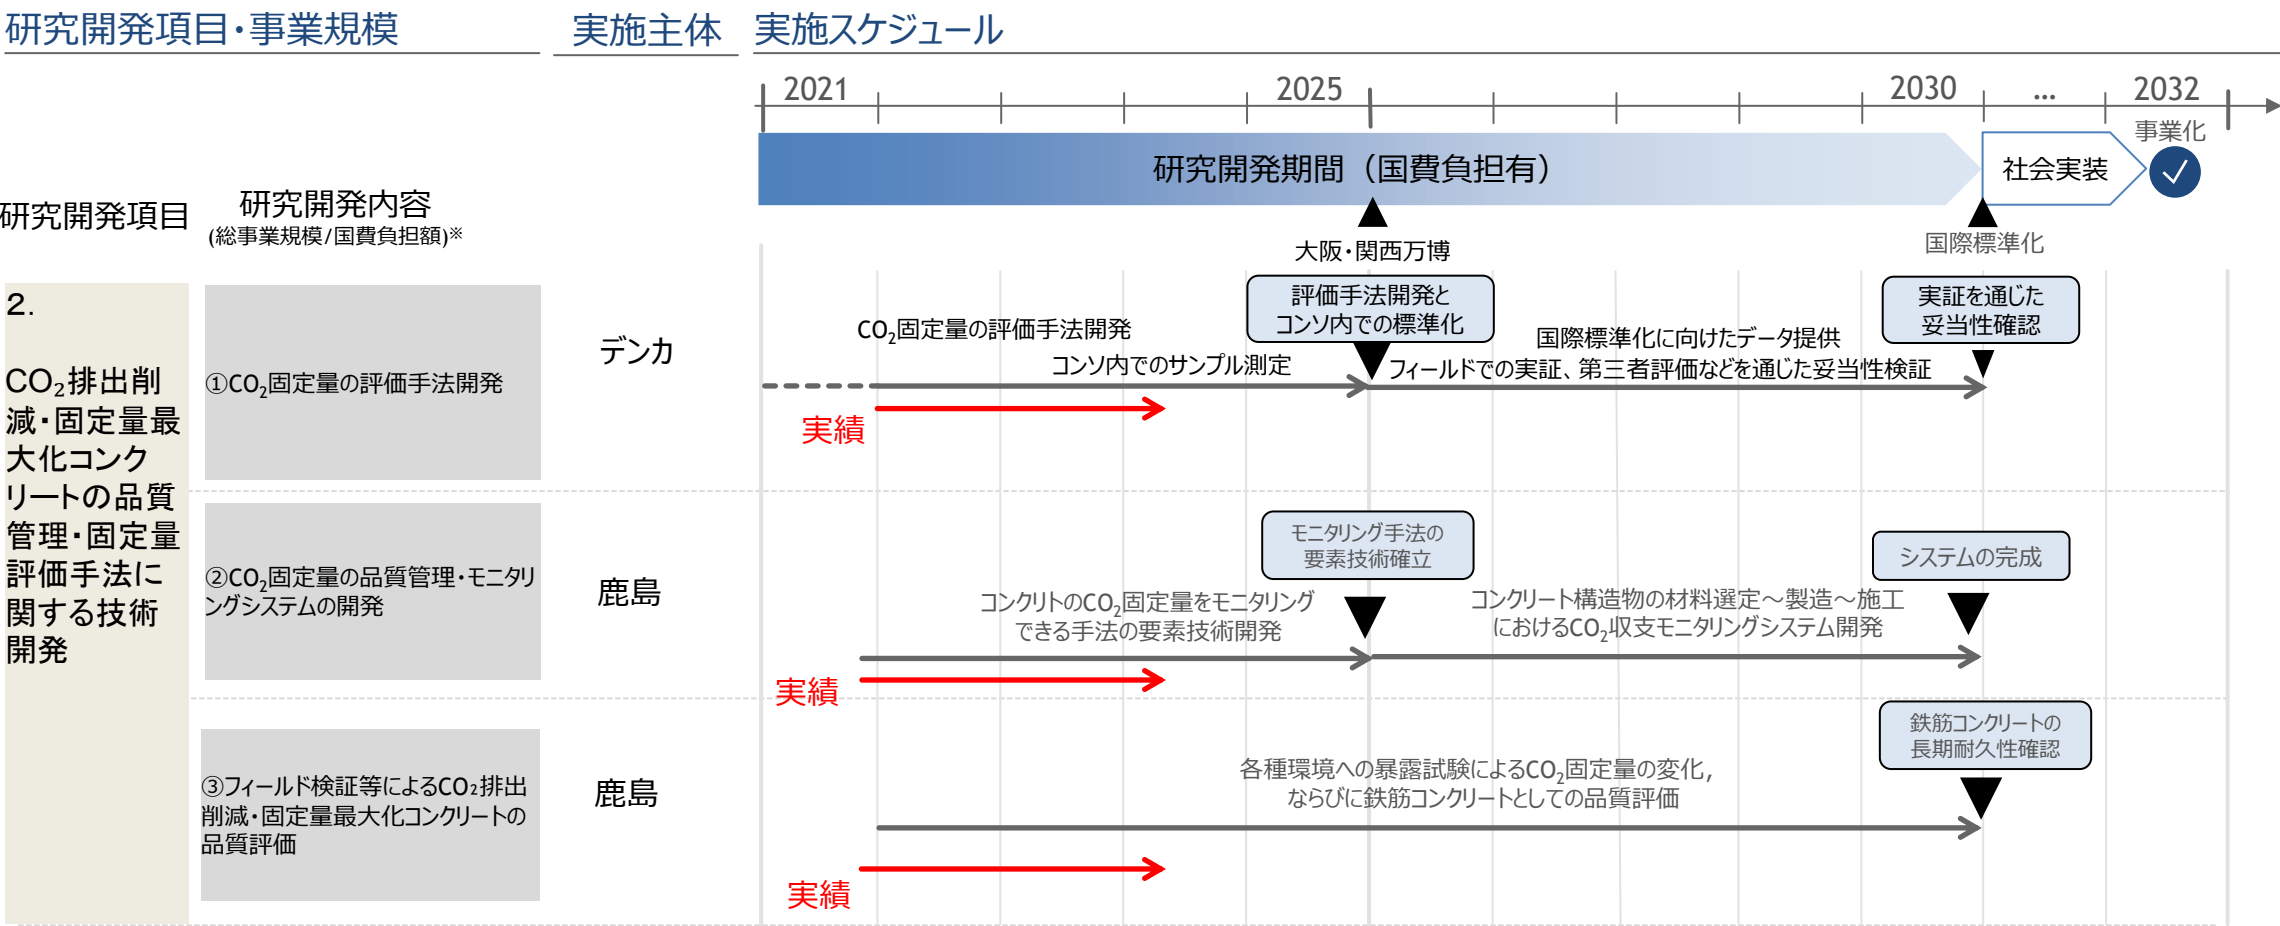 研究開発項目・事業規模
実施主体
実施スケジュール
2021
2025
2030
...
2032
事業化
研究開発期間（国費負担有）
社会実装
研究開発項目
研究開発内容
(総事業規模/国費負担額)※
大阪・関西万博
国際標準化
2.
CO₂排出削
減・固定量最
大化コンク
リートの品質
管理・固定量
評価手法に
関する技術
開発
①CO₂固定量の評価手法開発
デンカ
CO₂固定量の評価手法開発
コンソ内でのサンプル測定
評価手法開発と
コンソ内での標準化
国際標準化に向けたデータ提供
フィールドでの実証、第三者評価などを通じた妥当性検証
実証を通じた
妥当性確認
実績
②CO₂固定量の品質管理・モニタリ
ングシステムの開発
鹿島
コンクリトのCO₂固定量をモニタリング
できる手法の要素技術開発
モニタリング手法の
要素技術確立
コンクリート構造物の材料選定～製造～施工
におけるCO₂収支モニタリングシステム開発
システムの完成
実績
③フィールド検証等によるCO₂排出
削減・固定量最大化コンクリートの
品質評価
鹿島
各種環境への暴露試験によるCO₂固定量の変化,
ならびに鉄筋コンクリートとしての品質評価
鉄筋コンクリートの
長期耐久性確認
実績